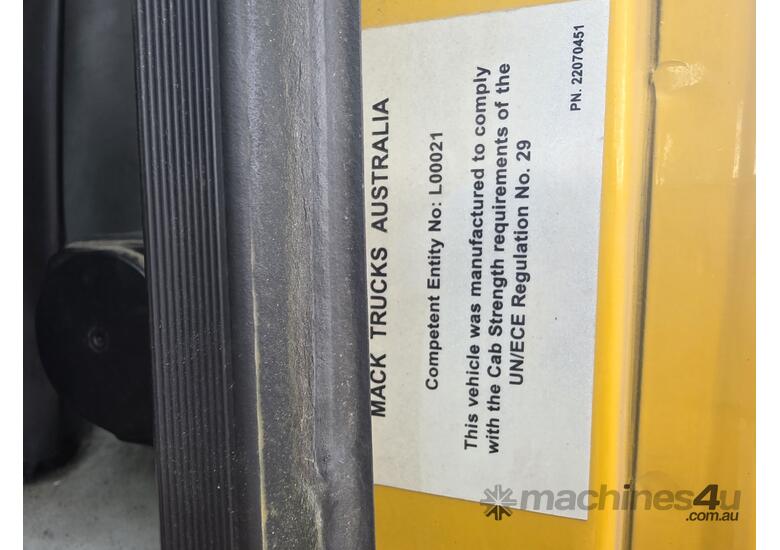 MACK TRUCKS AUSTRALIA
Competent Entity No: L00021
This vehicle was manufactured to comply
with the Cab Strength requirements of the
UN/ECE Regulation No. 29
PN. 22070451
machines4u
.com.au